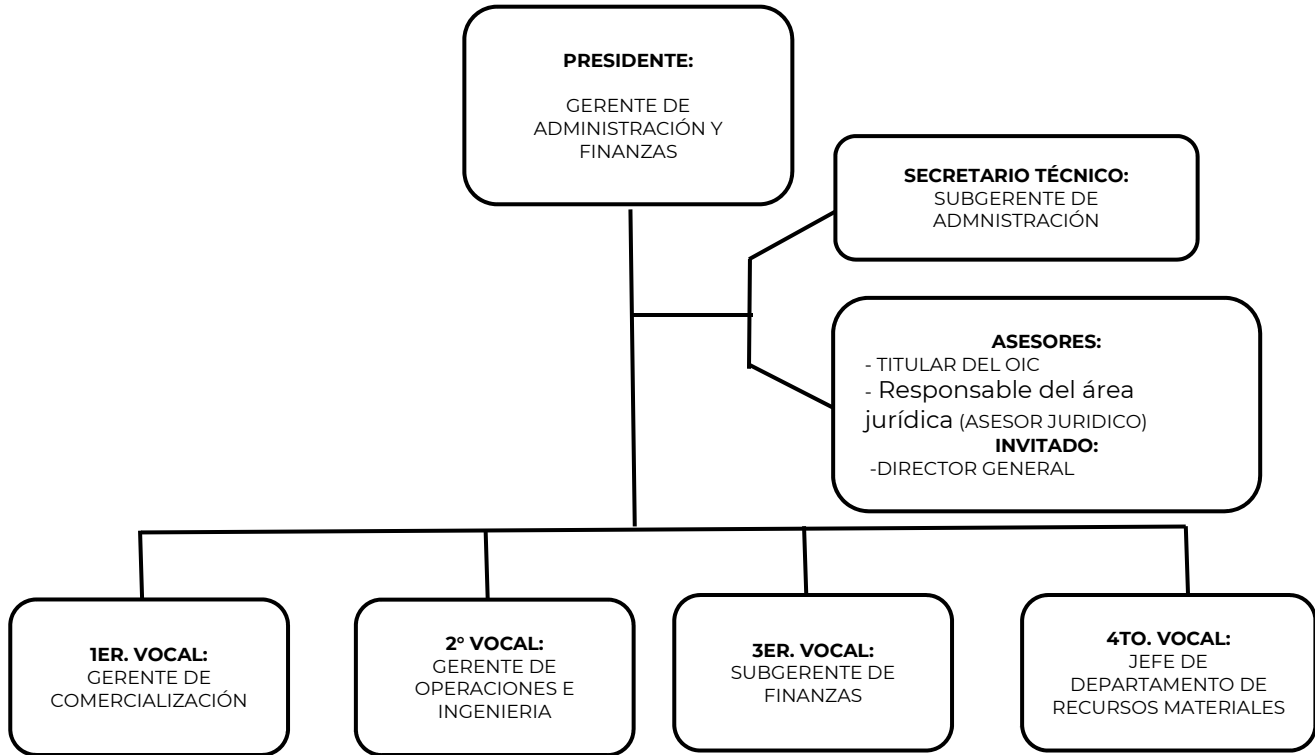 PRESIDENTE:
GERENTE DE
ADMINISTRACIÓN Y
FINANZAS
SECRETARIO TÉCNICO:
SUBGERENTE DE
ADMNISTRACIÓN
ASESORES:
- TITULAR DEL OIC
- Responsable del área
jurídica (ASESOR JURIDICO)
INVITADO:
-DIRECTOR GENERAL
1ER. VOCAL:
GERENTE DE
COMERCIALIZACIÓN
2° VOCAL:
GERENTE DE
OPERACIONES E
INGENIERIA
3ER. VOCAL:
SUBGERENTE DE
FINANZAS
4TO. VOCAL:
JEFE DE
DEPARTAMENTO DE
RECURSOS MATERIALES